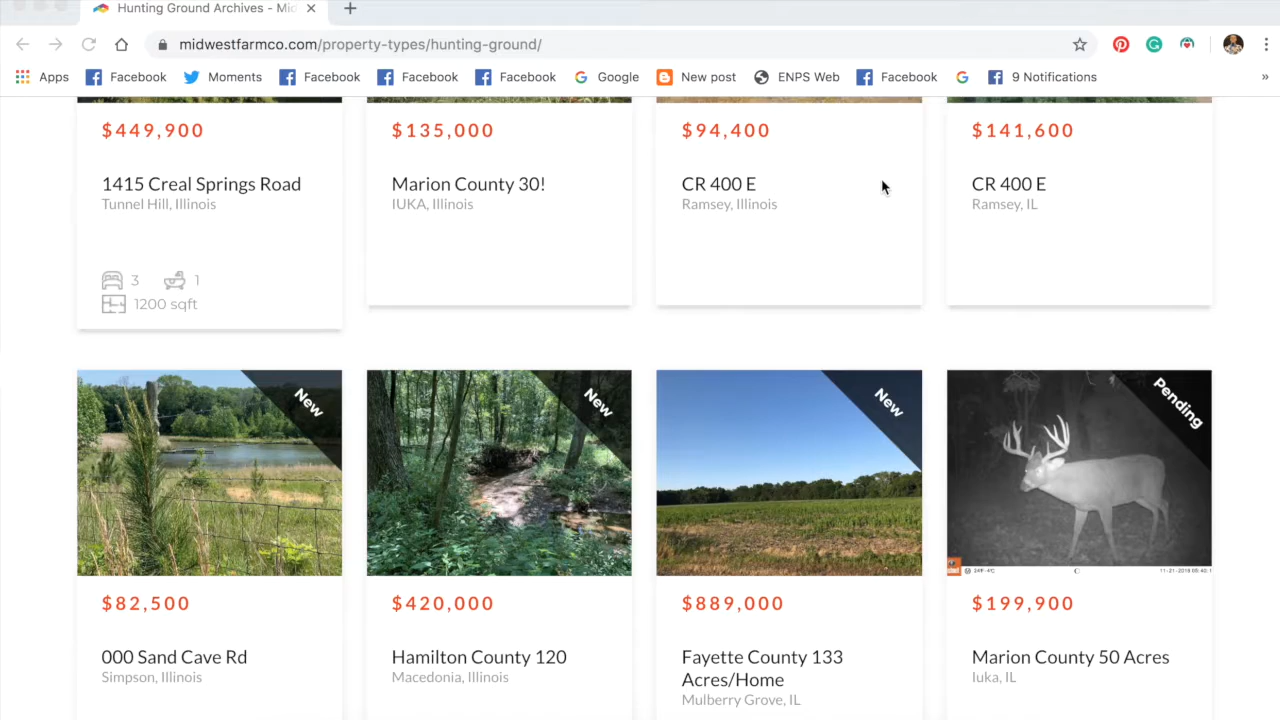 Hunting Ground Archives - Mid
midwestfarmco.com/property-types/hunting-ground/
Apps Facebook Moments Facebook Facebook Facebook Google New post ENPS Web Facebook 9 Notifications »
$449,900
1415 Creal Springs Road
Tunnel Hill, Illinois
3 1
1200 sqft
$135,000
Marion County 30!
IUKA, Illinois
$94,400
CR 400 E
Ramsey, Illinois
$141,600
CR 400 E
Ramsey, IL
New
$82,500
000 Sand Cave Rd
Simpson, Illinois
New
$420,000
Hamilton County 120
Macedonia, Illinois
New
$889,000
Fayette County 133
Acres/Home
Mulberry Grove, IL
Pending
$199,900
Marion County 50 Acres
Iuka, IL